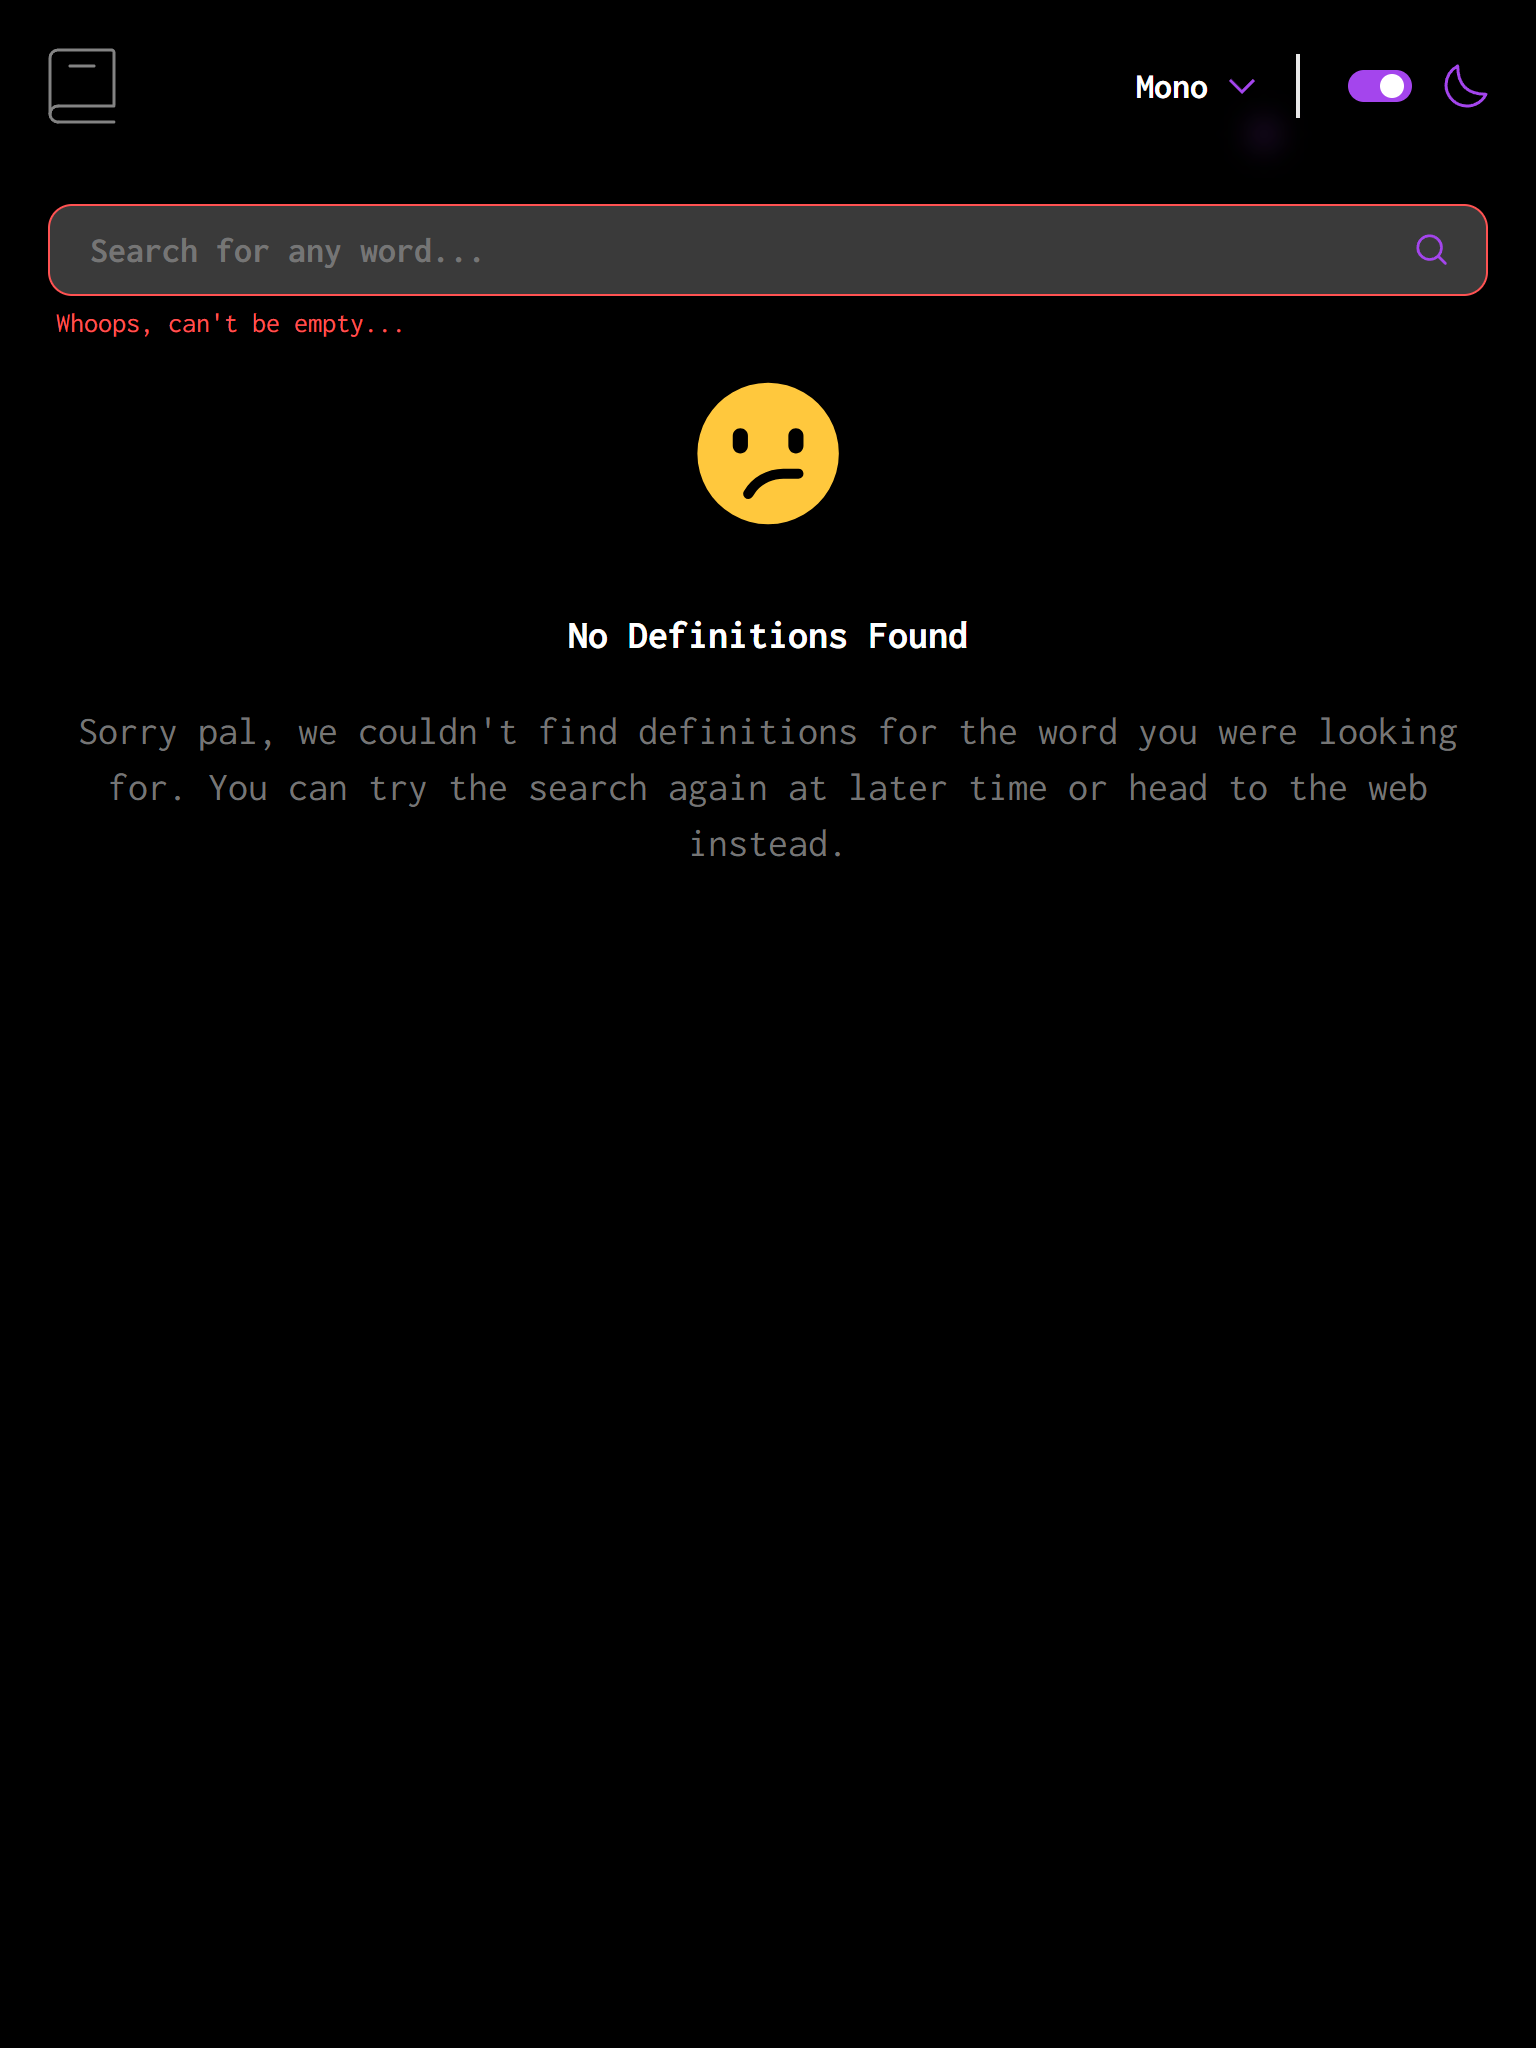 Mono
Search for any word...
Whoops, can't be empty...
No Definitions Found
Sorry pal, we couldn't find definitions for the word you were looking
for. You can try the search again at later time or head to the web
instead.